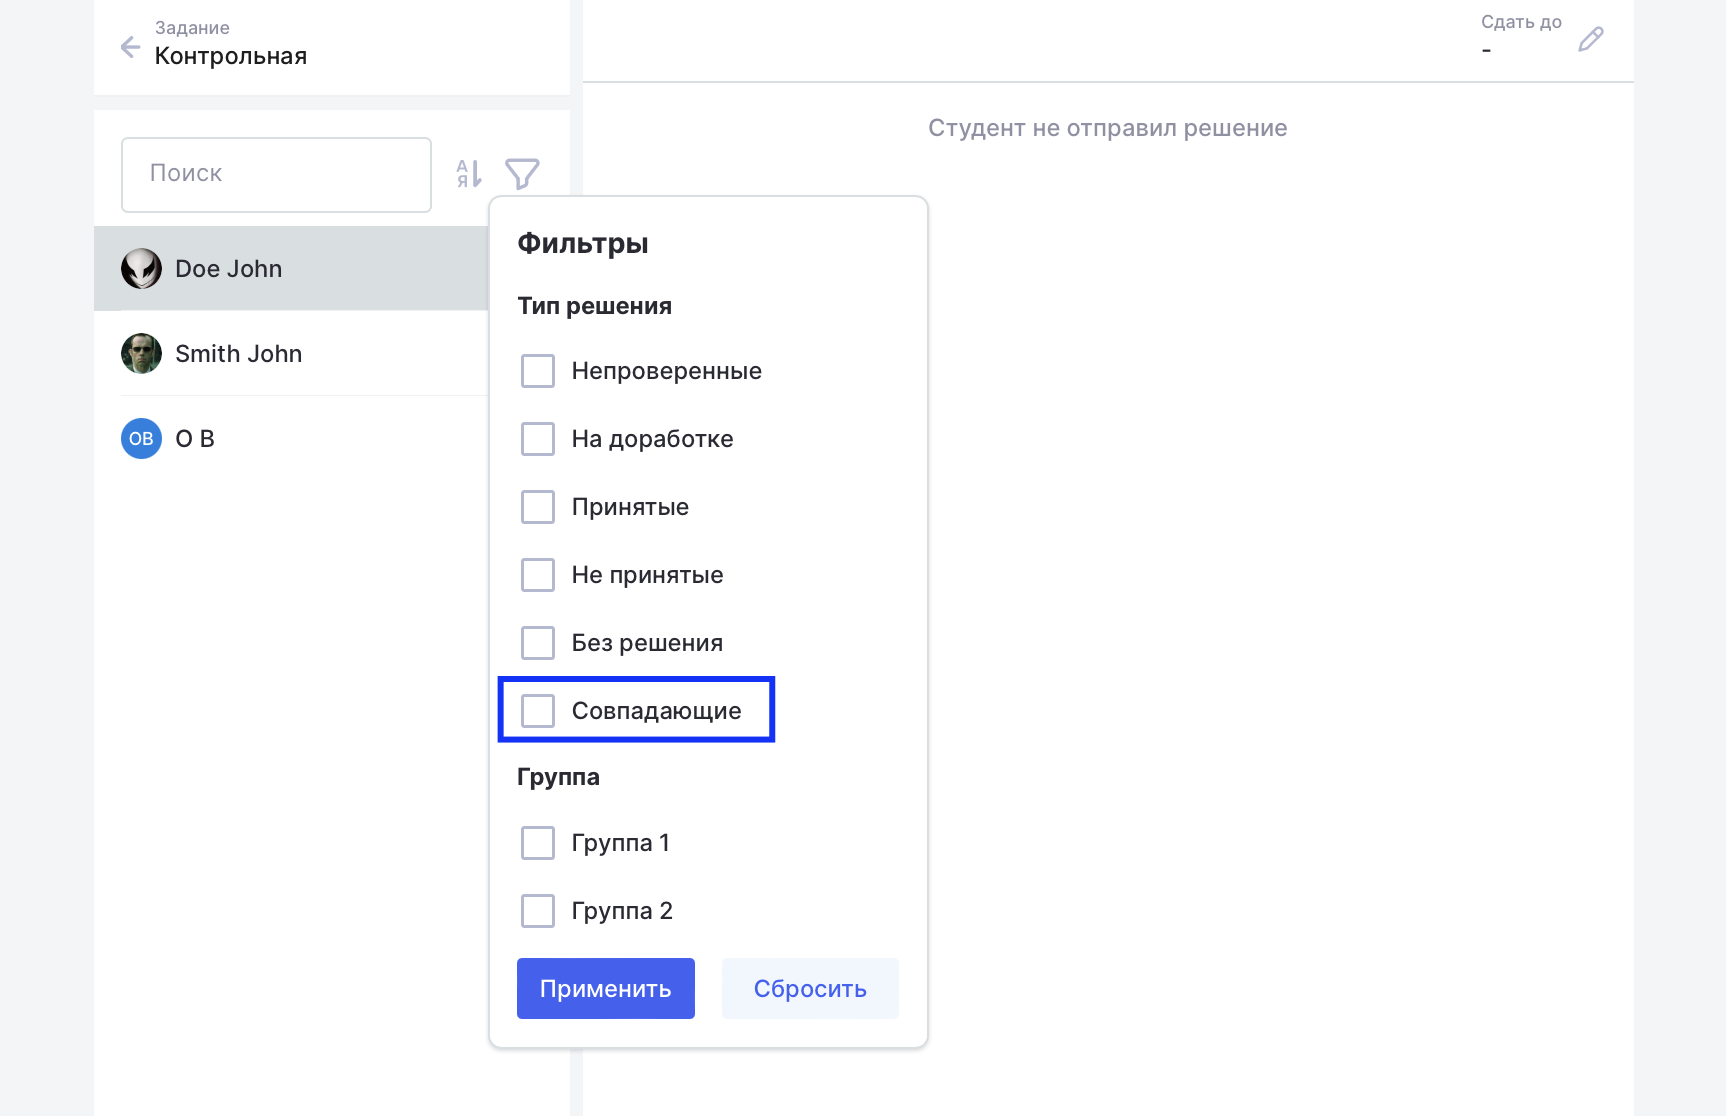 Задание
Контрольная
Сдать до
-
Студент не отправил решение
Поиск
А
Я
Doe John
Smith John
ОВ
О В
Фильтры
Тип решения
Непроверенные
На доработке
Принятые
Не принятые
Без решения
Совпадающие
Группа
Группа 1
Группа 2
Применить
Сбросить